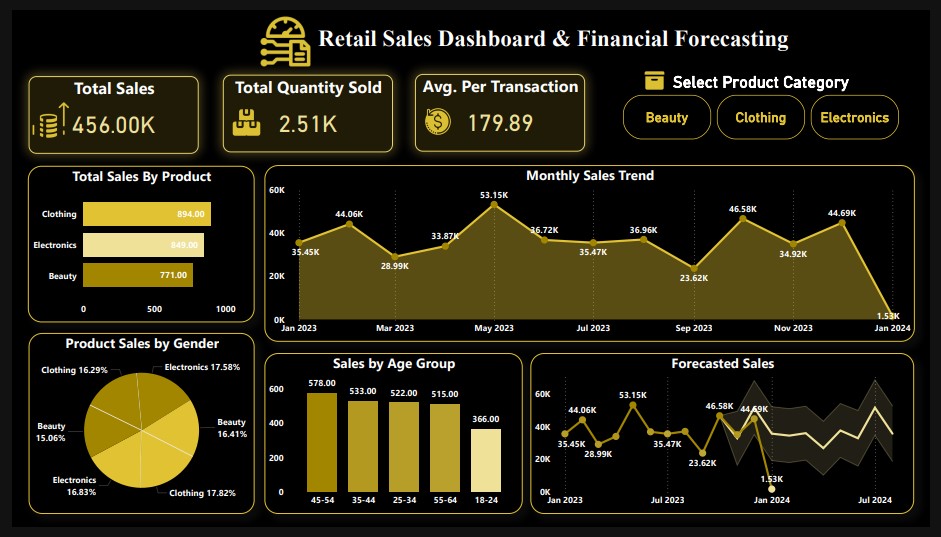 Retail Sales Dashboard & Financial Forecasting
Total Sales
456.00K
Total Quantity Sold
2.51K
Avg. Per Transaction
179.89
Select Product Category
Beauty
Clothing
Electronics
Total Sales By Product
Clothing
894.00
Electronics
849.00
Beauty
771.00
0 500 1000
Monthly Sales Trend
60K
40K
20K
0K
35.45K
44.06K
28.99K
33.87K
53.15K
36.72K
35.47K
36.96K
23.62K
46.58K
34.92K
44.69K
1.53K
Jan 2023 Mar 2023 May 2023 Jul 2023 Sep 2023 Nov 2023 Jan 2024
Product Sales by Gender
Clothing 16.29%
Electronics 17.58%
Beauty
15.06%
Beauty
16.41%
Electronics
16.83%
Clothing 17.82%
Sales by Age Group
600
400
200
0
578.00
533.00
522.00
515.00
366.00
45-54 35-44 25-34 55-64 18-24
Forecasted Sales
60K
40K
20K
0K
35.45K
44.06K
28.99K
53.15K
35.47K
23.62K
46.58K
44.69K
1.53K
Jan 2023 Jul 2023 Jan 2024 Jul 2024